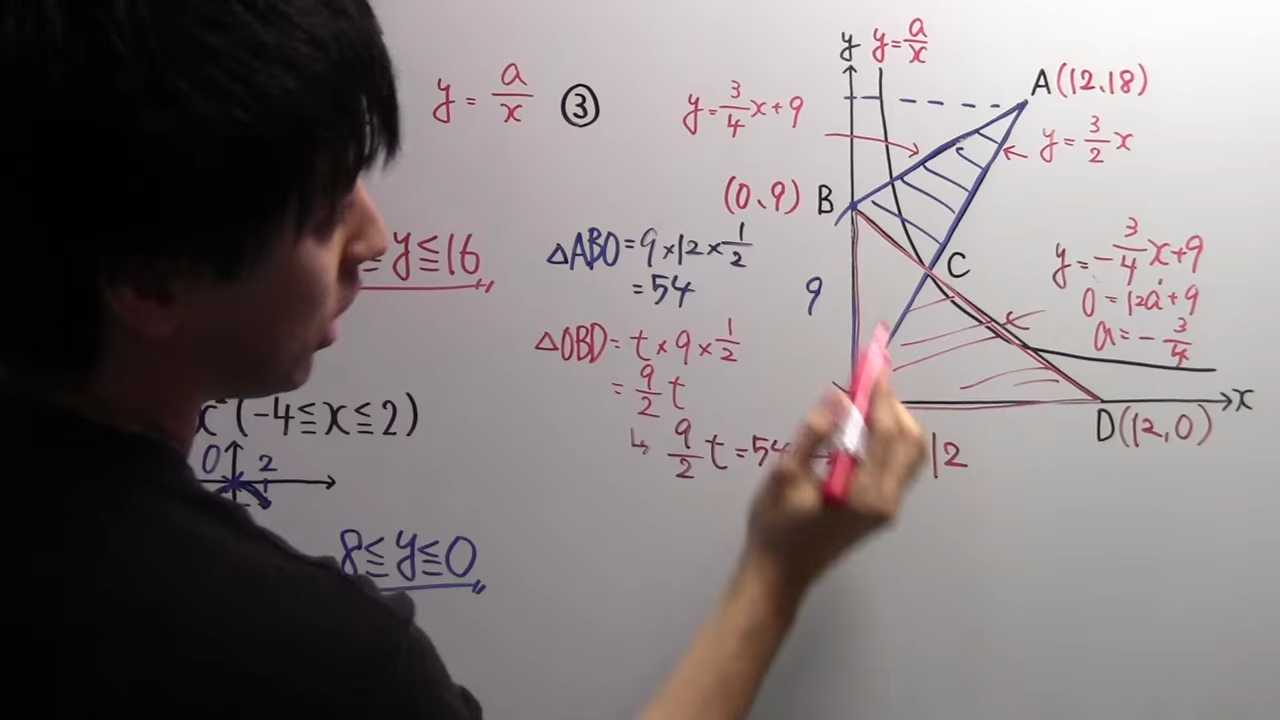 y = a/x ③
≦ y ≦ 16
x (-4 ≦ x ≦ 2)
0 2
8 ≦ y ≦ 0
y y = a/x
y = 3/4 x + 9
A (12、18)
y = 3/2 x
(0、9) B
△ABO = 9 × 12 × 1/2
= 54
9
C
y = -3/4 x + 9
0 = 12a + 9
a = -3/4
△OBD = t × 9 × 1/2
= 9/2 t
↳ 9/2 t = 54
12
x
D (12、0)